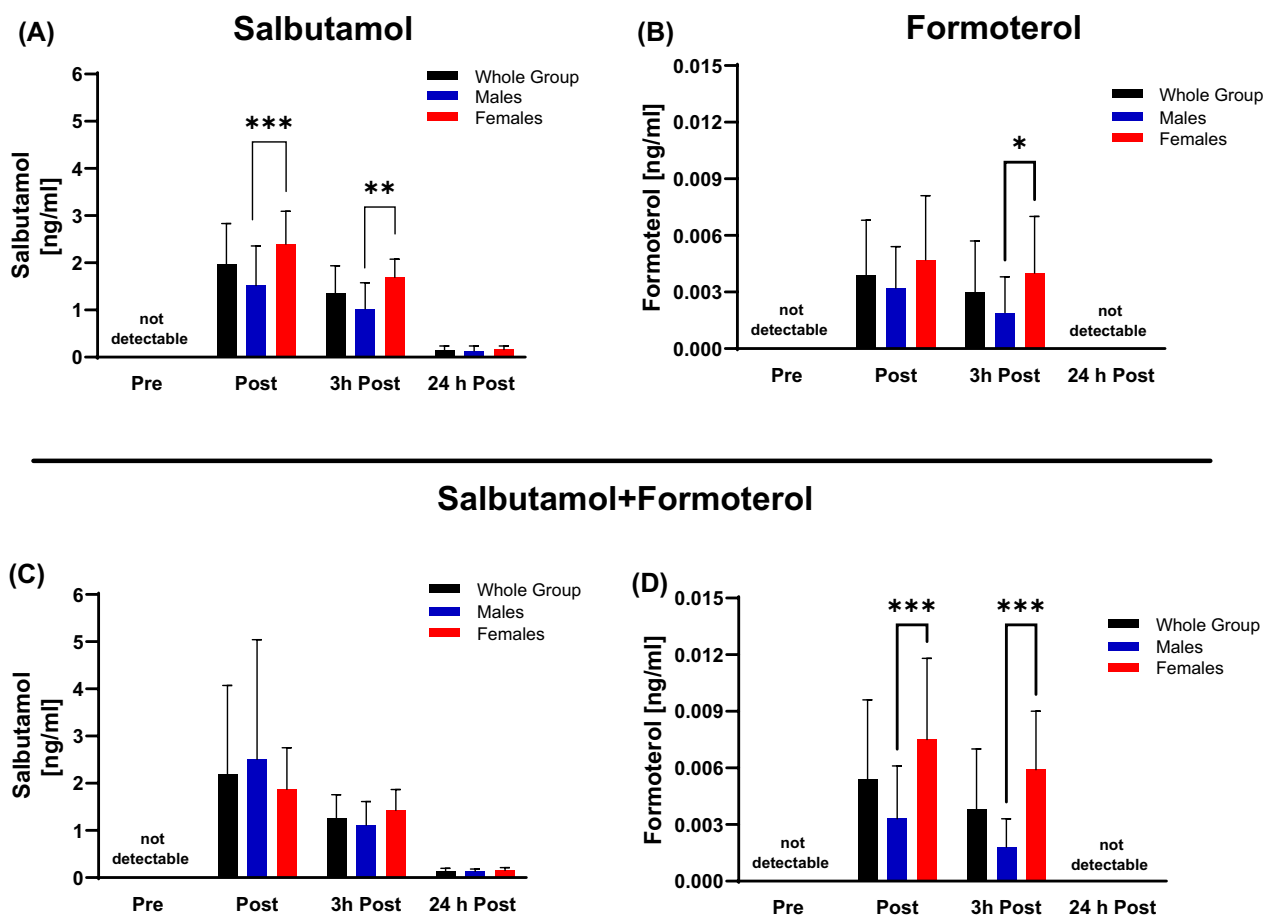 (A)
Salbutamol
Whole Group
Males
Females
Salbutamol
[ng/ml]
6
5
4
3
2
1
0
***
**
not
detectable
Pre
Post
3h Post
24 h Post
(B)
Formoterol
Whole Group
Males
Females
Formoterol [ng/ml]
0.015
0.012
0.009
0.006
0.003
0.000
*
not
detectable
not
detectable
Pre
Post
3h Post
24 h Post
Salbutamol+Formoterol
(C)
Whole Group
Males
Females
Salbutamol
[ng/ml]
6
5
4
3
2
1
0
not
detectable
Pre
Post
3h Post
24 h Post
(D)
Whole Group
Males
Females
Formoterol [ng/ml]
0.015
0.012
0.009
0.006
0.003
0.000
***
***
not
detectable
not
detectable
Pre
Post
3h Post
24 h Post